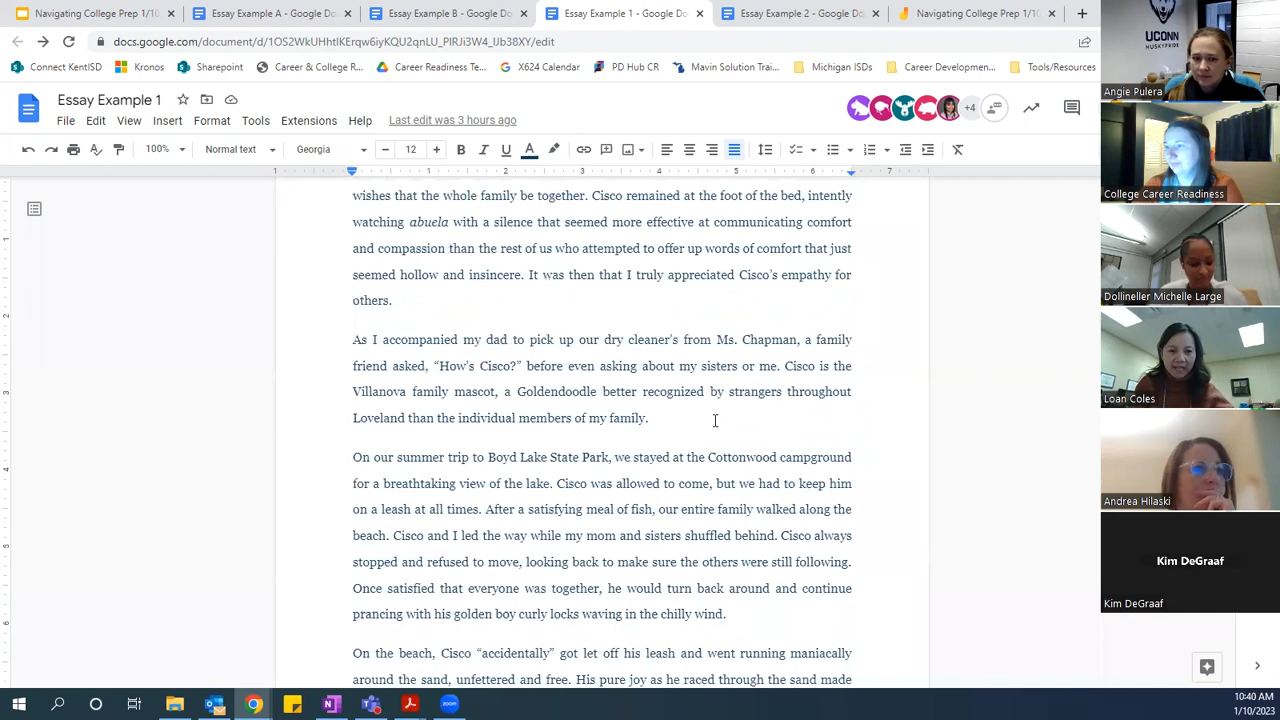 Navigating College Prep 1/10
Essay Example A - Google Do
Essay Example C - Google Do
Essay Example 1 - Google Doc
Essay Example 2 - Google Doc
Navigating College Prep 1/10
docs.google.com/document/d/
/edit
Connect KentISD
Kronos
Sharepoint
Career & College R...
Career Readiness Te...
X624 Calendar
PD Hub CR
Mavin Solution Train...
Michigan ISDs
Career Developmen...
Tools/Resources
Essay Example 1
File Edit View Insert Tools Extensions Help Last edit was 3 hours ago
+4
100% Normal text Georgia 12
1 1 2 3 4 5 6 7
wishes that the whole family be together. Cisco remained at the foot of the bed, intently
watching abuela with a silence that seemed more effective at communicating comfort
and compassion than the rest of us who attempted to offer up words of comfort that just
seemed hollow and insincere. It was then that I truly appreciated Cisco's empathy for
others.
As I accompanied my dad to pick up our dry cleaner's from Ms. Chapman, a family
friend asked, “How's Cisco?” before even asking about my sisters or me. Cisco is the
Villanova family mascot, a Goldendoodle better recognized by strangers throughout
Loveland than the individual members of my family.
On our summer trip to Boyd Lake State Park, we stayed at the Cottonwood campground
for a breathtaking view of the lake. Cisco was allowed to come, but we had to keep him
on a leash at all times. After a satisfying meal of fish, our entire family walked along the
beach. Cisco and I led the way while my mom and sisters shuffled behind. Cisco always
stopped and refused to move, looking back to make sure the others were still following.
Once satisfied that everyone was together, he would turn back around and continue
prancing with his golden boy curly locks waving in the chilly wind.
On the beach, Cisco “accidentally” got let off his leash and went running maniacally
around the sand, unfettered and free. His pure joy as he raced through the sand made
UCONN
HUSKYPRIDE
Angie Pulera
College Career Readiness
Dollineller Michelle Large
Loan Coles
Andrea Hilaski
Kim DeGraaf
Kim DeGraaf
zoom
10:40 AM
1/10/2023